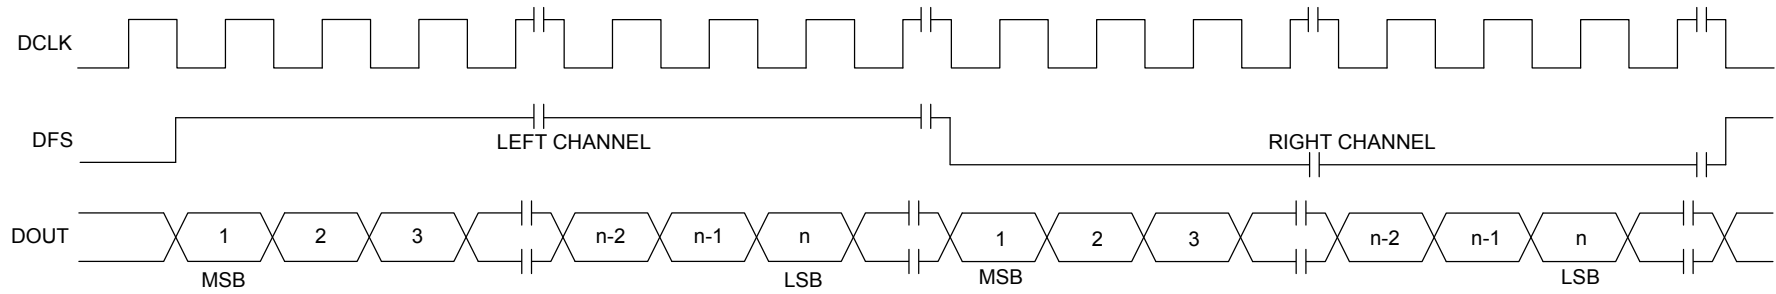 DCLK
DFS
LEFT CHANNEL
RIGHT CHANNEL
DOUT
1
2
3
n-2
n-1
n
1
2
3
n-2
n-1
n
MSB
LSB
MSB
LSB